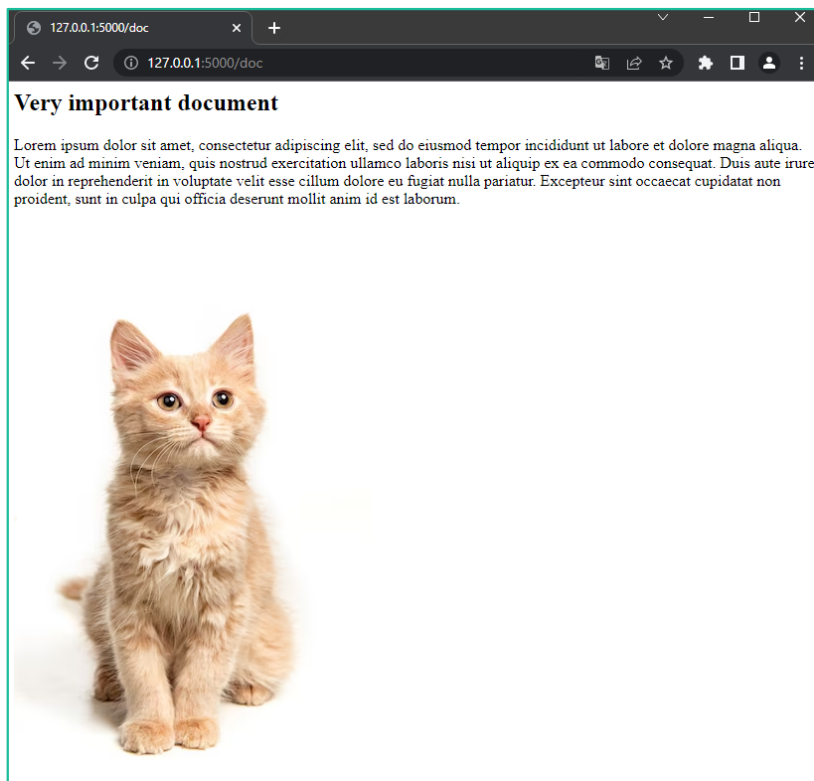 127.0.0.1:5000/doc
127.0.0.1:5000/doc
Very important document
Lorem ipsum dolor sit amet, consectetur adipiscing elit, sed do eiusmod tempor incididunt ut labore et dolore magna aliqua.
Ut enim ad minim veniam, quis nostrud exercitation ullamco laboris nisi ut aliquip ex ea commodo consequat. Duis aute irure
dolor in reprehenderit in voluptate velit esse cillum dolore eu fugiat nulla pariatur. Excepteur sint occaecat cupidatat non
proident, sunt in culpa qui officia deserunt mollit anim id est laborum.